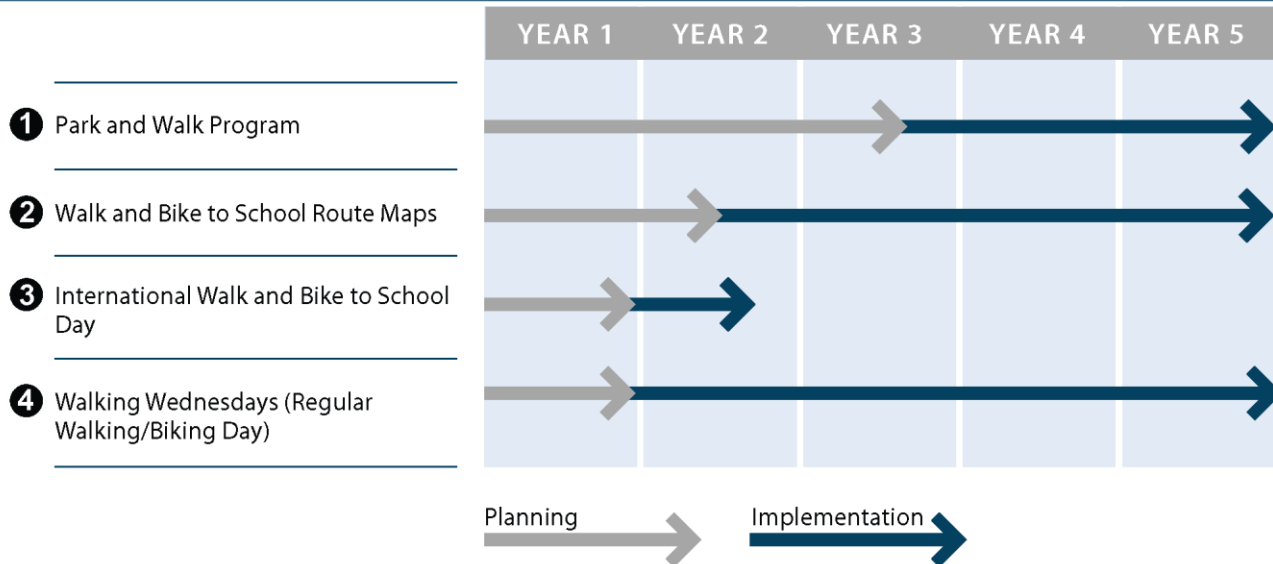 YEAR 1 YEAR 2 YEAR 3 YEAR 4 YEAR 5
1 Park and Walk Program
2 Walk and Bike to School Route Maps
3 International Walk and Bike to School
Day
4 Walking Wednesdays (Regular
Walking/Biking Day)
Planning Implementation